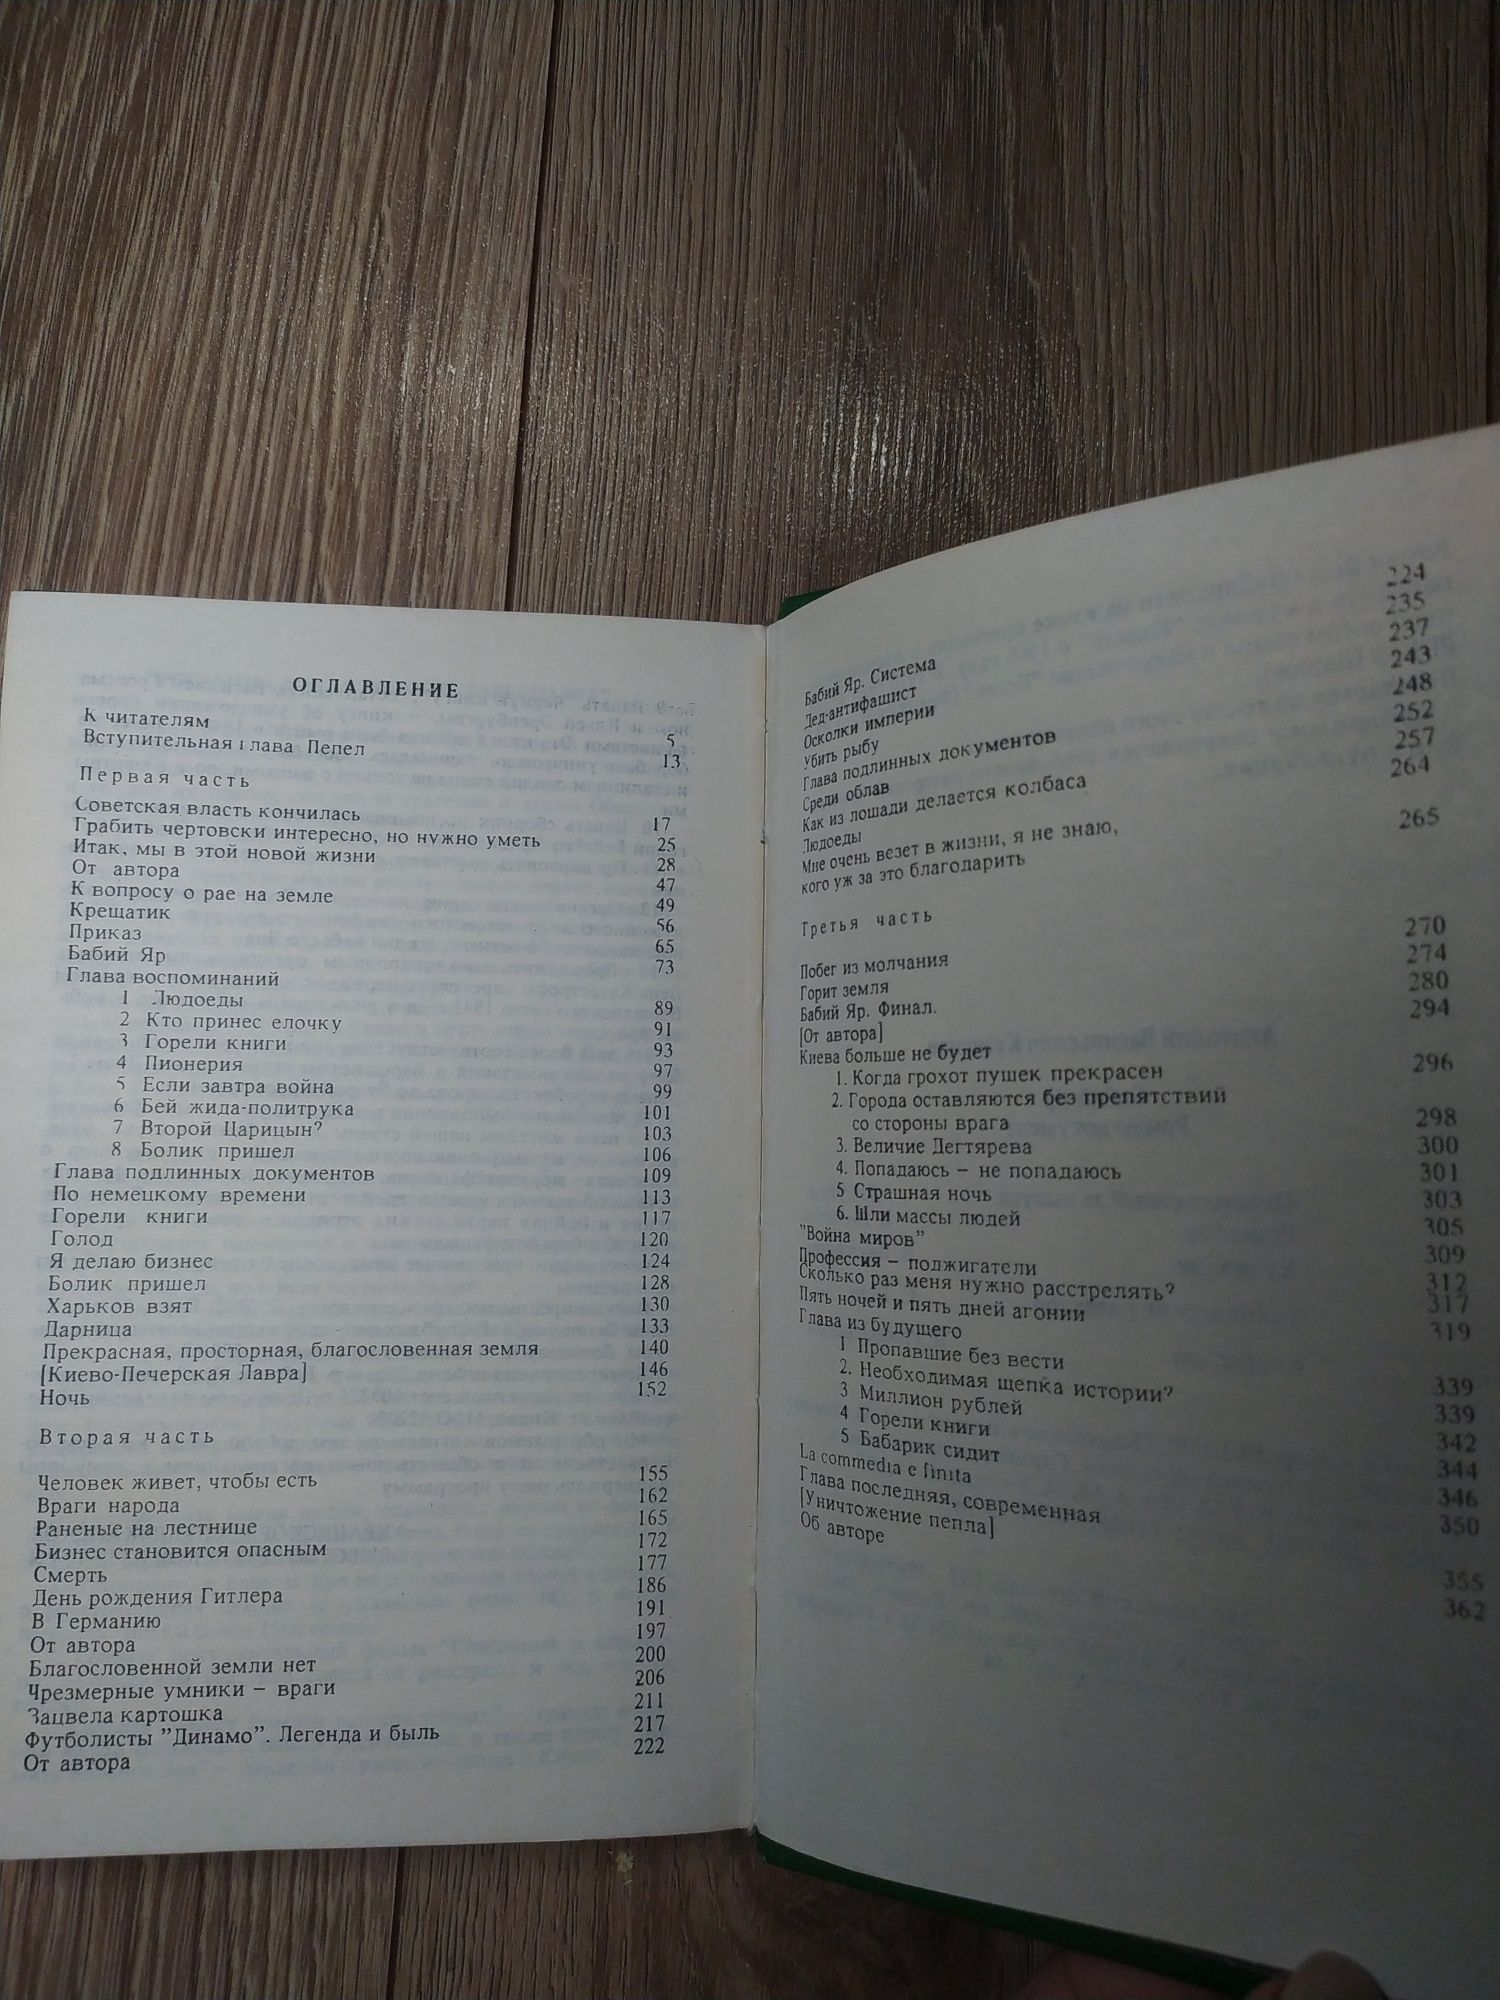 ОГЛАВЛЕНИЕ
К читателям 5
Вступительная глава Пепел 13
Первая часть
Советская власть кончилась 17
Грабить чертовски интересно, но нужно уметь 25
Итак, мы в этой новой жизни 28
От автора 47
К вопросу о рае на земле 49
Крещатик 56
Приказ 65
Бабий Яр 73
Глава воспоминаний
1 Людоеды 89
2 Кто принес елочку 91
3 Горели книги 93
4 Пионерия 97
5 Если завтра война 99
6 Бей жида-политрука 101
7 Второй Царицын? 103
8 Болик пришел 106
Глава подлинных документов 109
По немецкому времени 113
Горели книги 117
Голод 120
Я делаю бизнес 124
Болик пришел 128
Харьков взят 130
Дарница 133
Прекрасная, просторная, благословенная земля 140
[Киево-Печерская Лавра] 146
Ночь 152
Вторая часть
Человек живет, чтобы есть 155
Враги народа 162
Раненые на лестнице 165
Бизнес становится опасным 172
Смерть 177
День рождения Гитлера 186
В Германию 191
От автора 197
Благословенной земли нет 200
Чрезмерные умники – враги 206
Зацвела картошка 211
Футболисты "Динамо". Легенда и быль 217
От автора 222
Бабий Яр. Система 224
Дед-антифашист 235
Осколки империи 237
Убить рыбу 243
Глава подлинных документов 248
Среди облав 252
Как из лошади делается колбаса 257
Людоеды 264
Мне очень везет в жизни, я не знаю,
кого уж за это благодарить 265
Третья часть
Побег из молчания 270
Горит земля 274
Бабий Яр. Финал. 280
[От автора] 294
Киева больше не будет
1. Когда грохот пушек прекрасен 296
2. Города оставляются без препятствий
со стороны врага 298
3. Величие Дегтярева 300
4. Попадаюсь – не попадаюсь 301
5 Страшная ночь 303
6. Шли массы людей 305
"Война миров" 309
Профессия – поджигатели 312
Сколько раз меня нужно расстрелять? 317
Пять ночей и пять дней агонии 319
Глава из будущего
1 Пропавшие без вести 339
2. Необходимая щепка истории? 339
3 Миллион рублей 342
4 Горели книги 344
5 Бабарик сидит 346
La commedia e finita 350
Глава последняя, современная
[Уничтожение пепла] 355
Об авторе 362